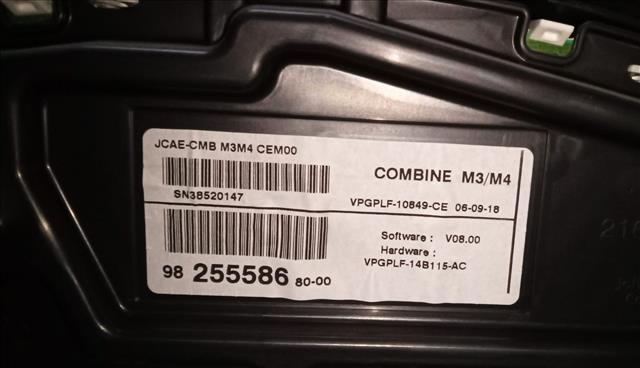 JCAE-CMB M3M4 CEM00
COMBINE M3/M4
SN38520147
VPGPLF-10849-CE 06-09-18
Software : V08.00
Hardware :
VPGPLF-14B115-AC
98 255586 80-00